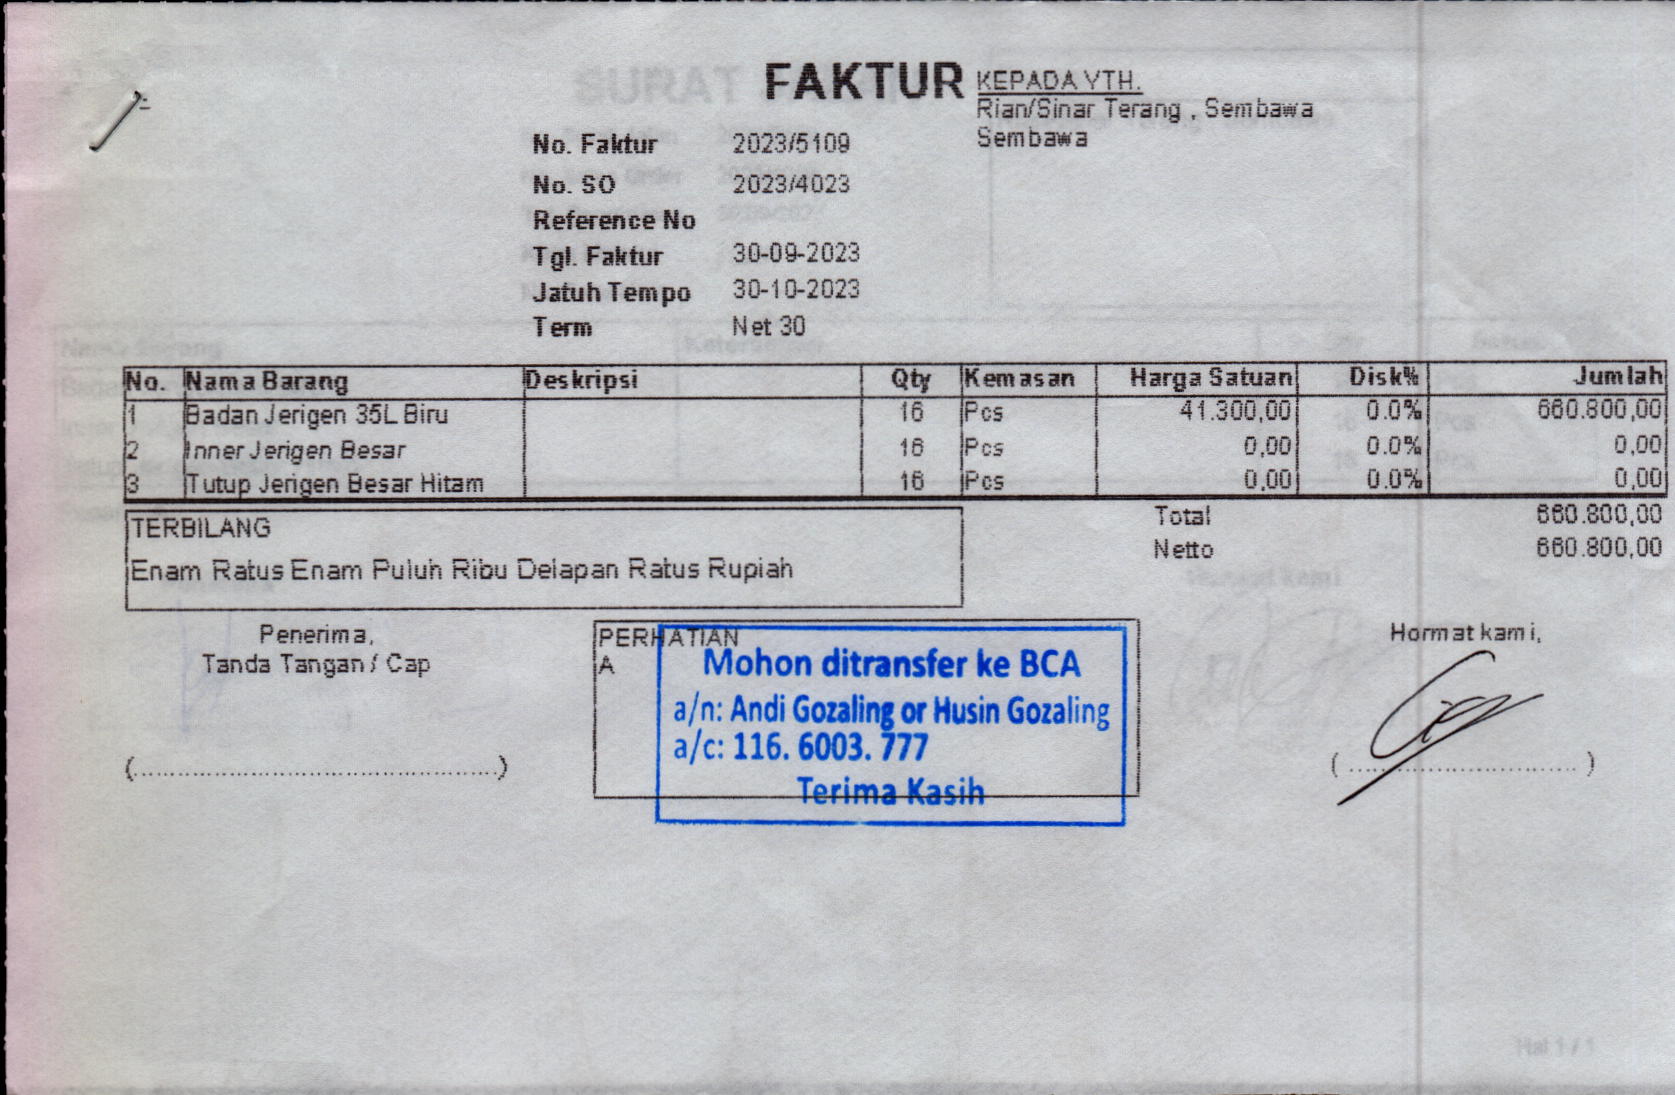 FAKTUR
KEPADA YTH.
Rian/Sinar Terang , Sembawa
Sembawa
No. Faktur 2023/5109
No. SO 2023/4023
Reference No
Tgl. Faktur 30-09-2023
Jatuh Tempo 30-10-2023
Term Net 30
No. Nama Barang Deskripsi Qty Kemasan Harga Satuan Disk% Jumlah
1 Badan Jerigen 35L Biru 16 Pcs 41.300,00 0.0% 660.800,00
2 Inner Jerigen Besar 16 Pcs 0,00 0.0% 0,00
3 Tutup Jerigen Besar Hitam 16 Pcs 0,00 0.0% 0,00
TERBILANG
Enam Ratus Enam Puluh Ribu Delapan Ratus Rupiah
Total 660.800,00
Netto 660.800,00
Penerima,
Tanda Tangan / Cap
(..............................................)
PERHATIAN
A
Mohon ditransfer ke BCA
a/n: Andi Gozaling or Husin Gozaling
a/c: 116. 6003. 777
Terima Kasih
Hormat kami,
(..............................)
Hal 1 / 1